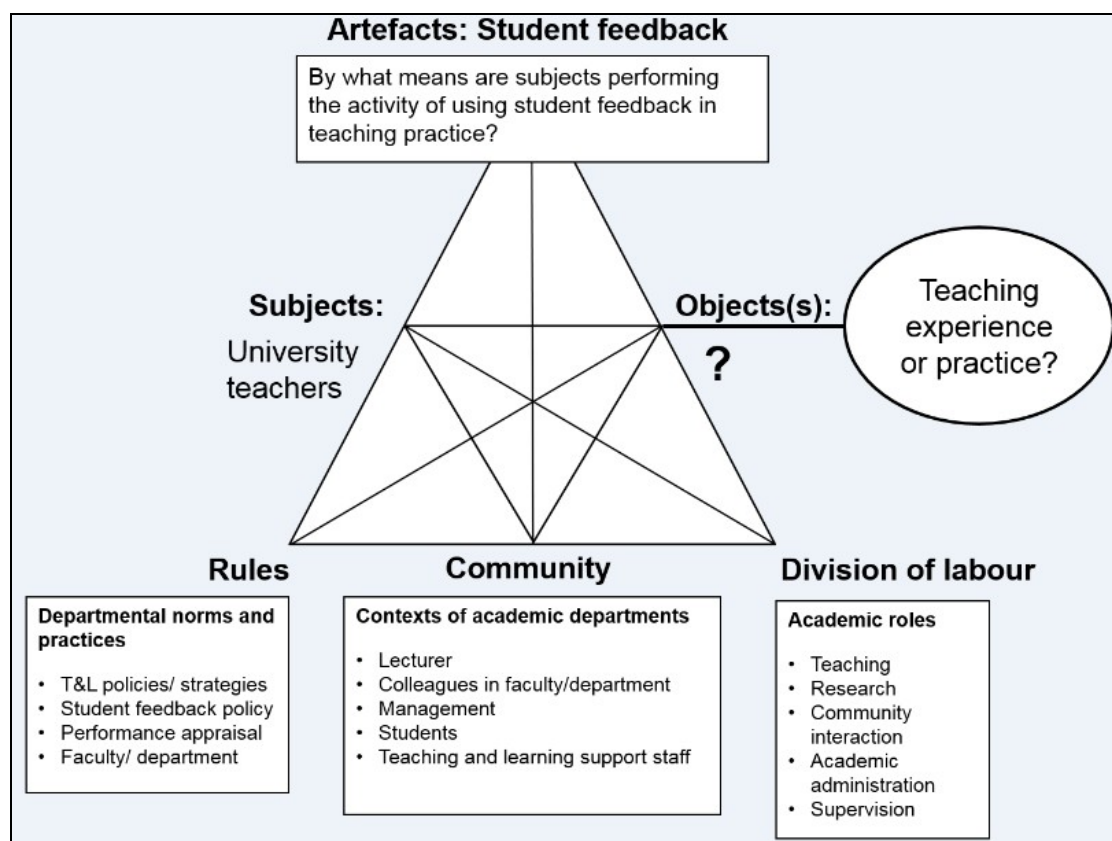 Artefacts: Student feedback
By what means are subjects performing
the activity of using student feedback in
teaching practice?
Subjects:
University
teachers
Objects(s):
?
Teaching
experience
or practice?
Rules
Departmental norms and
practices
• T&L policies/ strategies
• Student feedback policy
• Performance appraisal
• Faculty/ department
Community
Contexts of academic departments
• Lecturer
• Colleagues in faculty/department
• Management
• Students
• Teaching and learning support staff
Division of labour
Academic roles
• Teaching
• Research
• Community
interaction
• Academic
administration
• Supervision